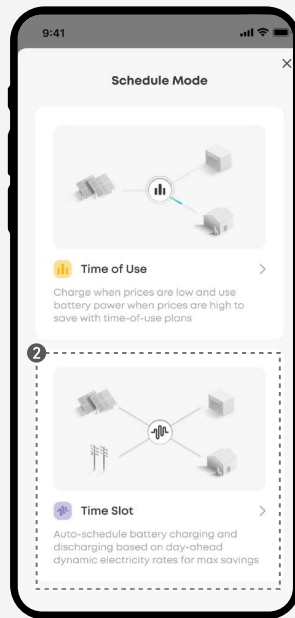 9:41
Schedule Mode
Time of Use
Charge when prices are low and use
battery power when prices are high to
save with time-of-use plans
2
Time Slot
Auto-schedule battery charging and
discharging based on day-ahead
dynamic electricity rates for max savings